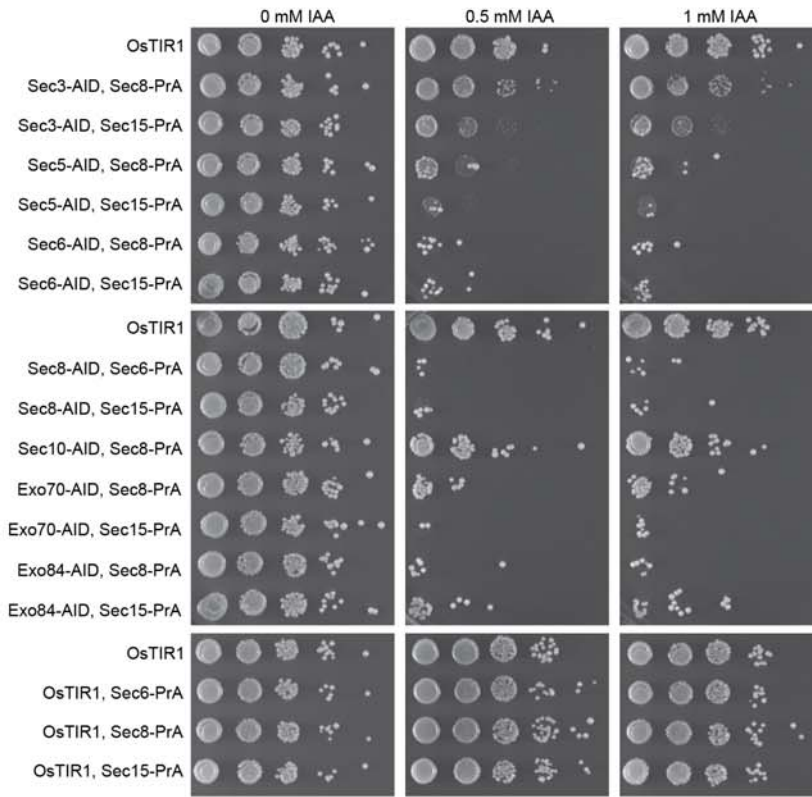 0 mM IAA 0.5 mM IAA 1 mM IAA
OsTIR1
Sec3-AID, Sec8-PrA
Sec3-AID, Sec15-PrA
Sec5-AID, Sec8-PrA
Sec5-AID, Sec15-PrA
Sec6-AID, Sec8-PrA
Sec6-AID, Sec15-PrA
OsTIR1
Sec8-AID, Sec6-PrA
Sec8-AID, Sec15-PrA
Sec10-AID, Sec8-PrA
Exo70-AID, Sec8-PrA
Exo70-AID, Sec15-PrA
Exo84-AID, Sec8-PrA
Exo84-AID, Sec15-PrA
OsTIR1
OsTIR1, Sec6-PrA
OsTIR1, Sec8-PrA
OsTIR1, Sec15-PrA